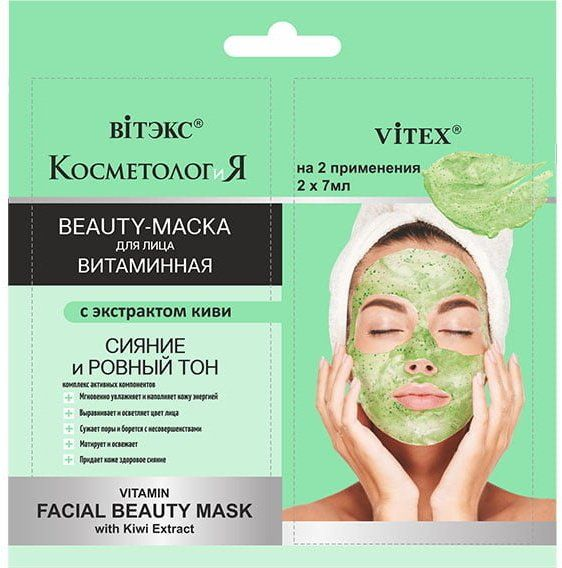 ВіТЭКС®
КОСМЕТОЛОГиЯ
BEAUTY-МАСКА
ДЛЯ ЛИЦА
ВИТАМИННАЯ
с экстрактом киви
СИЯНИЕ
и РОВНЫЙ ТОН
комплекс активных компонентов
Мгновенно увлажняет и наполняет кожу энергией
Выравнивает и осветляет цвет лица
Сужает поры и борется с несовершенствами
Матирует и освежает
Придает коже здоровое сияние
VITAMIN
FACIAL BEAUTY MASK
with Kiwi Extract
ViTEX®
на 2 применения
2 x 7мл